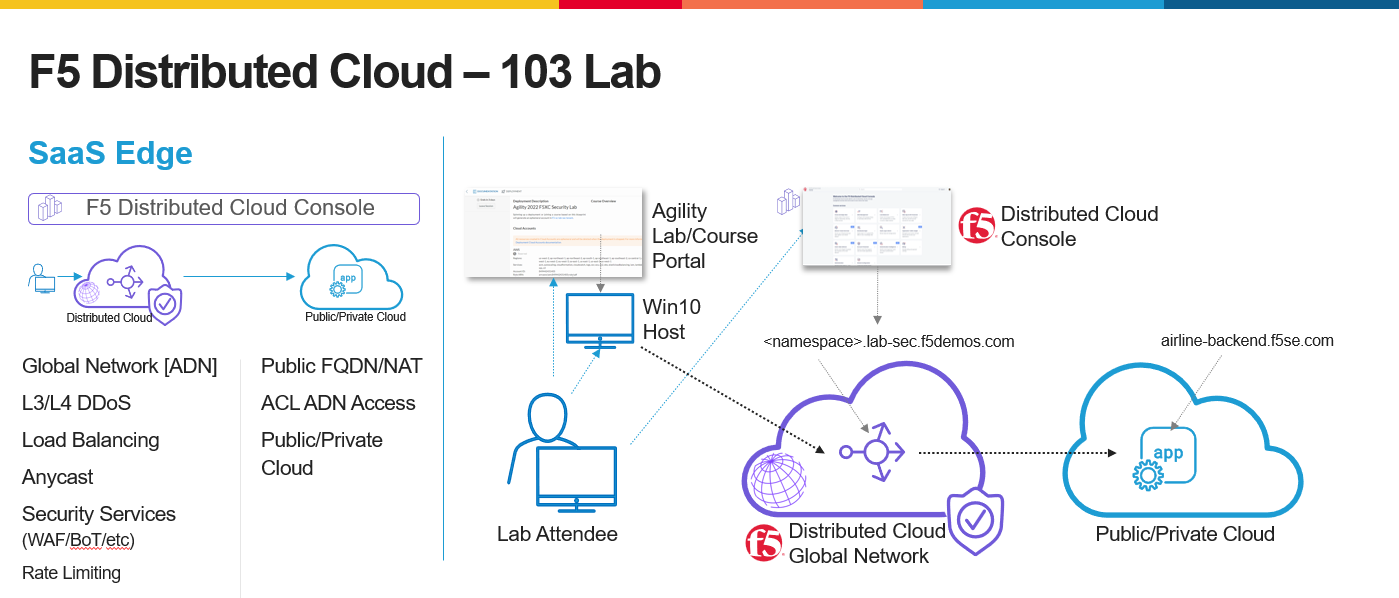 F5 Distributed Cloud – 103 Lab
SaaS Edge
F5 Distributed Cloud Console
app
Distributed Cloud
Public/Private Cloud
Global Network [ADN]
L3/L4 DDoS
Load Balancing
Anycast
Security Services
(WAF/BoT/etc)
Rate Limiting
Public FQDN/NAT
ACL ADN Access
Public/Private
Cloud
Deployment Description
Course Overview
Agility 2022 F5XC Security Lab
Cloud Accounts
Agility
Lab/Course
Portal
Win10
Host
Lab Attendee
f5
Distributed Cloud
Console
<namespace>.lab-sec.f5demos.com
airline-backend.f5se.com
app
f5
Distributed Cloud
Global Network
Public/Private Cloud